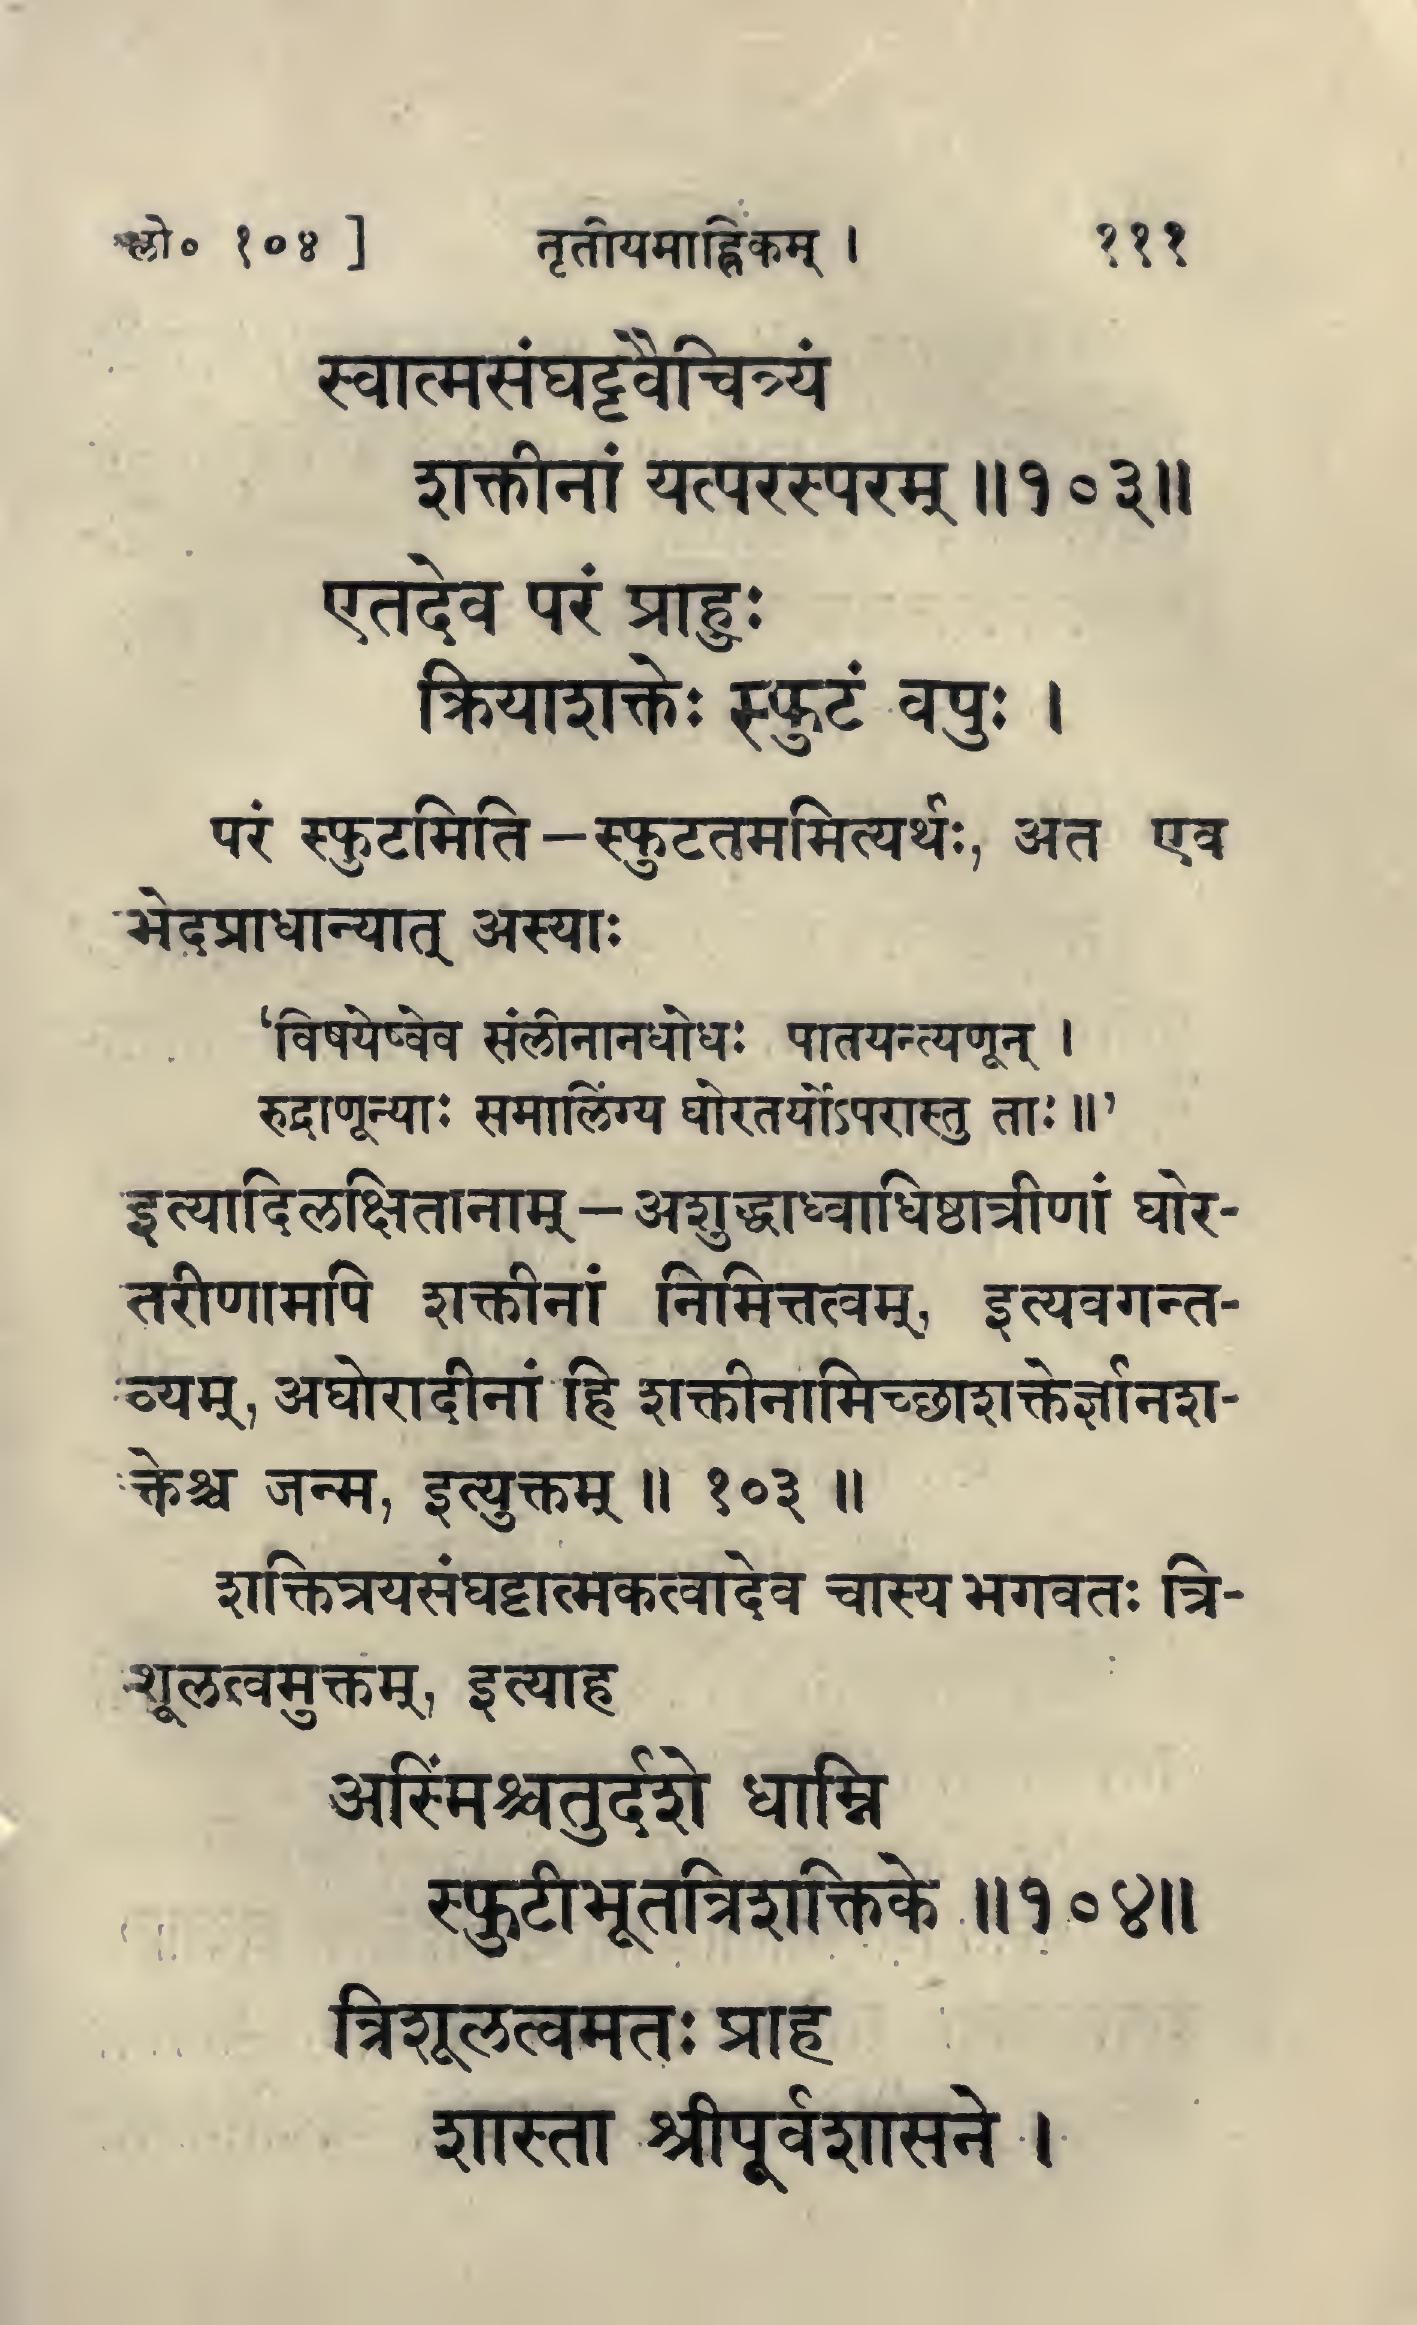 श्लो० १०४ ] तृतीयमाह्निकम् । १११
स्वात्मसंघट्टवैचित्र्यं
शक्तीनां यत्परस्परम् ॥१०३॥
एतदेव परं प्राहुः
क्रियाशक्तेः स्फुटं वपुः ।
परं स्फुटमिति – स्फुटतममित्यर्थः, अत एव
भेदप्राधान्यात् अस्याः
‘विषयेष्वेव संलीनानधोधः पातयन्त्यणून् ।
रुद्राणून्याः समालिंग्य घोरतर्योऽपरास्तु ताः ॥’
इत्यादिलक्षितानाम् – अशुद्धाध्वाधिष्ठात्रीणां घोर-
तरीणामपि शक्तीनां निमित्तत्वम्, इत्यवगन्त-
व्यम्, अघोरादीनां हि शक्तीनामिच्छाशक्तेर्ज्ञानश-
क्तेश्च जन्म, इत्युक्तम् ॥ १०३ ॥
शक्तित्रयसंघट्टात्मकत्वादेव चास्य भगवतः त्रि-
शूलत्वमुक्तम्, इत्याह
अस्मिंश्चतुर्दशे धाम्नि
स्फुटीभूतत्रिशक्तिके ॥१०४॥
त्रिशूलत्वमतः प्राह
शास्ता श्रीपूर्वशासने ।